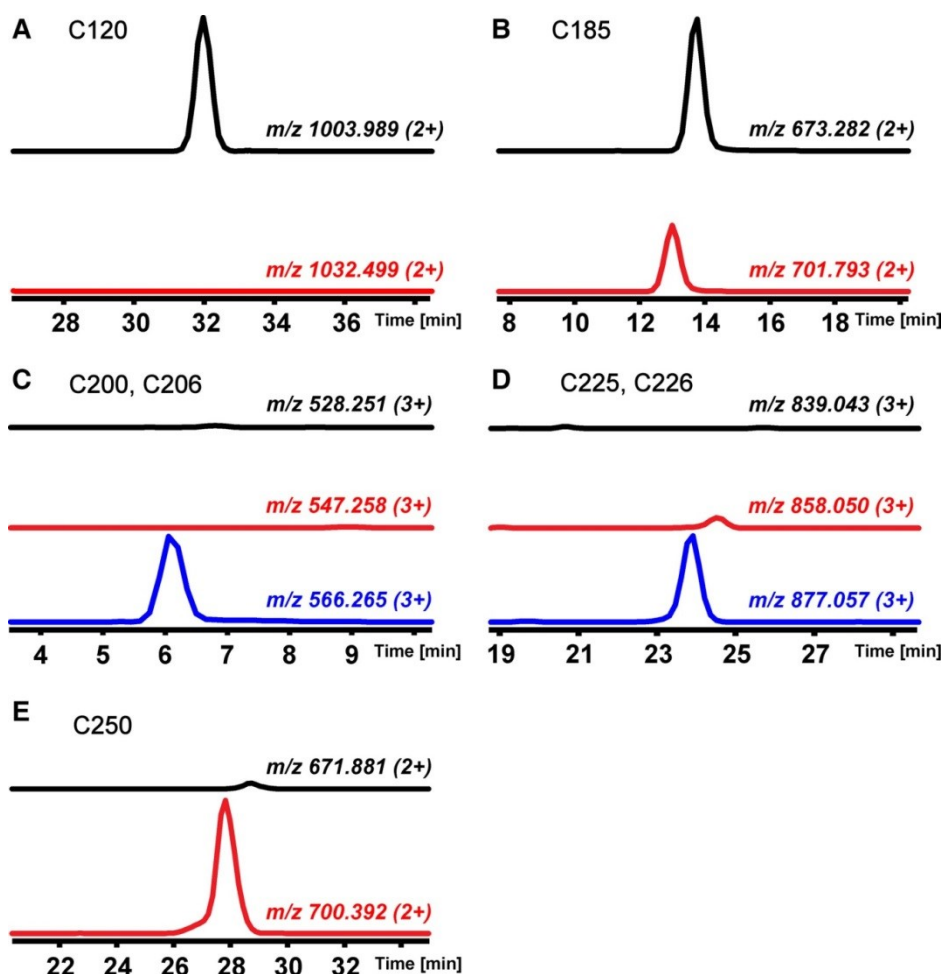 A C120
m/z 1003.989 (2+)
m/z 1032.499 (2+)
28 30 32 34 36 Time [min]
B C185
m/z 673.282 (2+)
m/z 701.793 (2+)
8 10 12 14 16 18 Time [min]
C C200, C206
m/z 528.251 (3+)
m/z 547.258 (3+)
m/z 566.265 (3+)
4 5 6 7 8 9 Time [min]
D C225, C226
m/z 839.043 (3+)
m/z 858.050 (3+)
m/z 877.057 (3+)
19 21 23 25 27 Time [min]
E C250
m/z 671.881 (2+)
m/z 700.392 (2+)
22 24 26 28 30 32 Time [min]